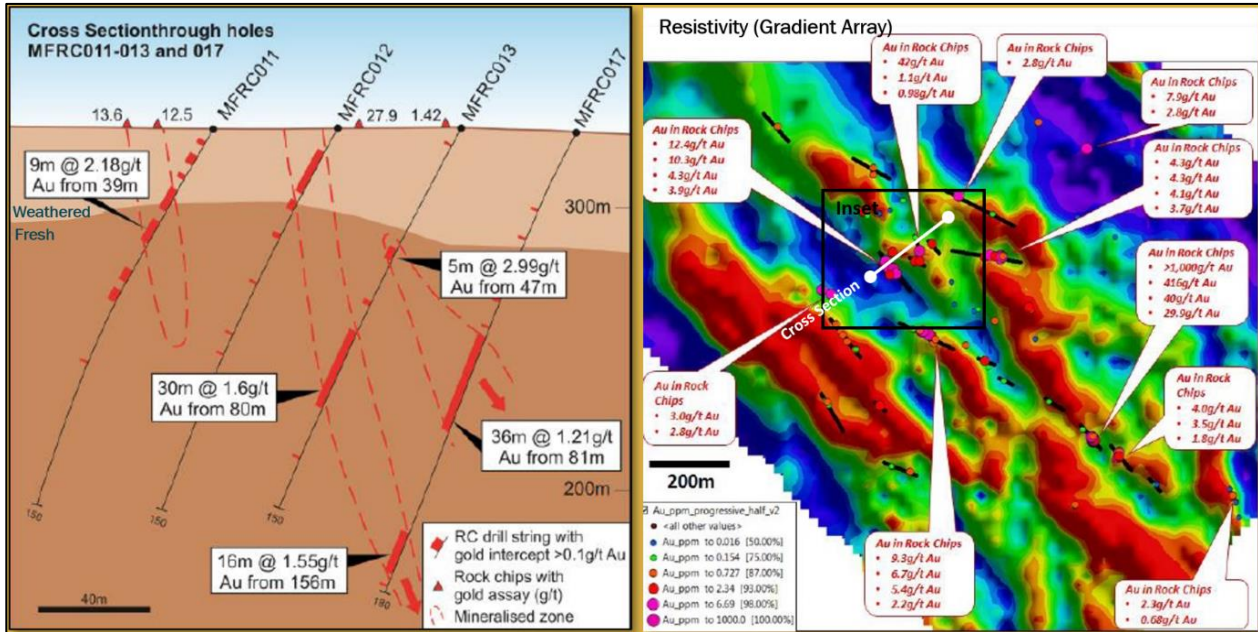 Cross Sectionthrough holes
MFRC011-013 and 017
MFRC011
MFRC012
MFRC013
MFRC017
13.6
12.5
27.9
1.42
9m @ 2.18g/t
Au from 39m
Weathered
Fresh
300m
5m @ 2.99g/t
Au from 47m
30m @ 1.6g/t
Au from 80m
36m @ 1.21g/t
Au from 81m
200m
150
150
150
180
16m @ 1.55g/t
Au from 156m
40m
RC drill string with
gold intercept >0.1g/t Au
Rock chips with
gold assay (g/t)
Mineralised zone
Resistivity (Gradient Array)
Au in Rock Chips
• 42g/t Au
• 1.1g/t Au
• 0.98g/t Au
Au in Rock Chips
• 2.8g/t Au
Au in Rock Chips
• 7.9g/t Au
• 2.8g/t Au
Au in Rock Chips
• 12.4g/t Au
• 10.3g/t Au
• 4.3g/t Au
• 3.9g/t Au
Au in Rock Chips
• 4.3g/t Au
• 4.3g/t Au
• 4.1g/t Au
• 3.7g/t Au
Inset
Cross Section
Au in Rock Chips
• >1,000g/t Au
• 416g/t Au
• 40g/t Au
• 29.9g/t Au
Au in Rock
Chips
• 3.0g/t Au
• 2.8g/t Au
Au in Rock
Chips
• 4.0g/t Au
• 3.5g/t Au
• 1.8g/t Au
200m
Au_ppm_progressive_half_v2
<all other values>
Au_ppm to 0.016 [50.00%]
Au_ppm to 0.154 [75.00%]
Au_ppm to 0.727 [87.00%]
Au_ppm to 2.34 [93.00%]
Au_ppm to 6.69 [98.00%]
Au_ppm to 1000.0 [100.00%]
Au in Rock Chips
• 9.3g/t Au
• 6.7g/t Au
• 5.4g/t Au
• 2.2g/t Au
Au in Rock Chips
• 2.3g/t Au
• 0.68g/t Au